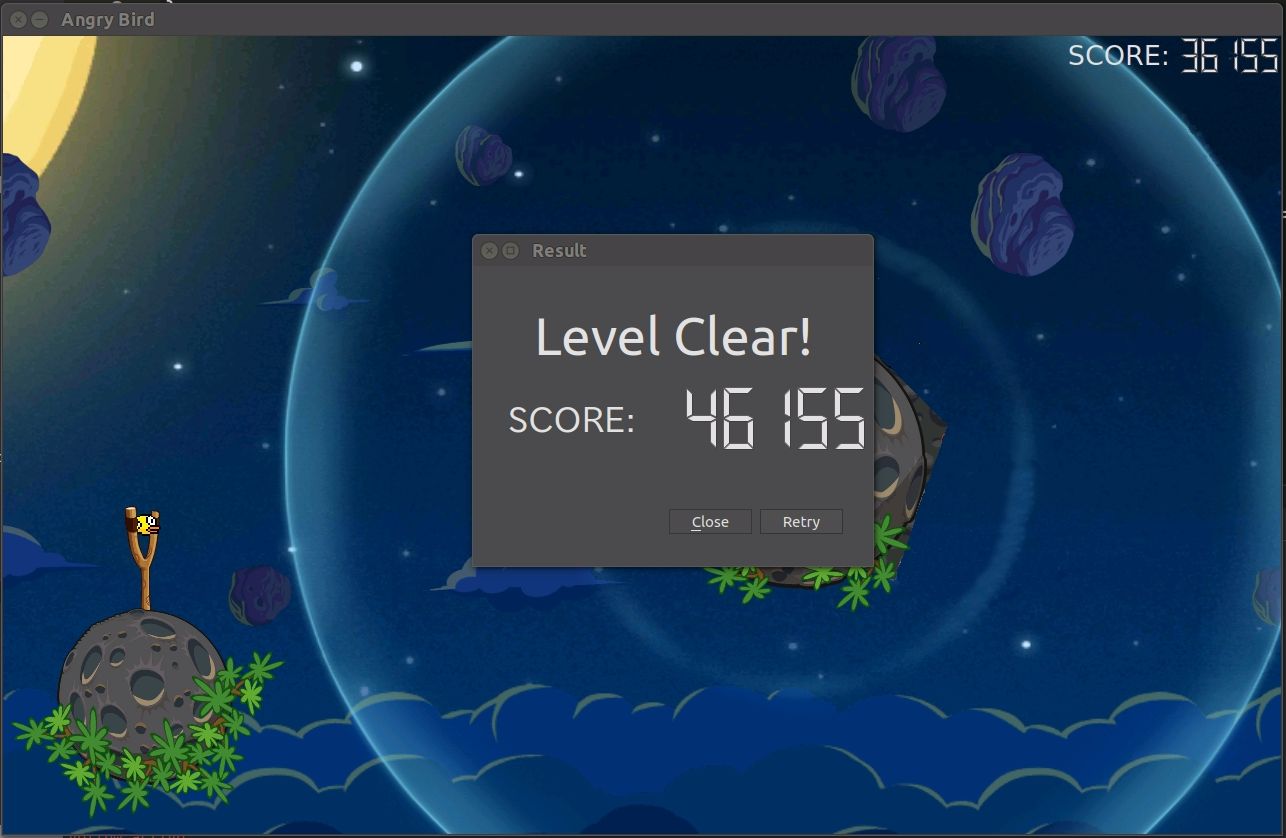 Angry Bird
SCORE: 36155
Result
Level Clear!
SCORE: 46155
Close
Retry